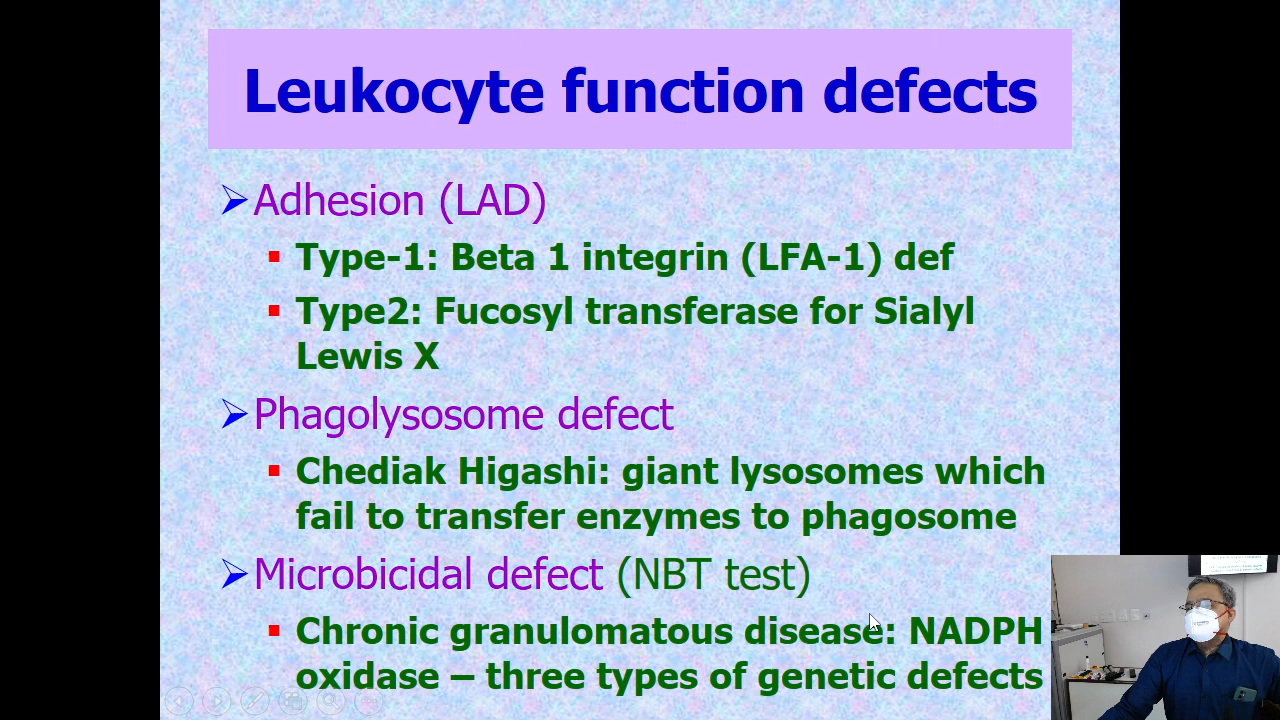 Leukocyte function defects
Adhesion (LAD)
Type-1: Beta 1 integrin (LFA-1) def
Type2: Fucosyl transferase for Sialyl
Lewis X
Phagolysosome defect
Chediak Higashi: giant lysosomes which
fail to transfer enzymes to phagosome
Microbicidal defect (NBT test)
Chronic granulomatous disease: NADPH
oxidase – three types of genetic defects